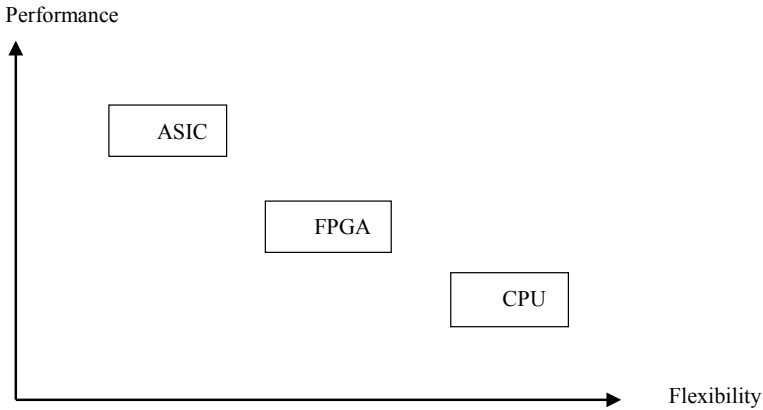 Performance
ASIC
FPGA
CPU
Flexibility